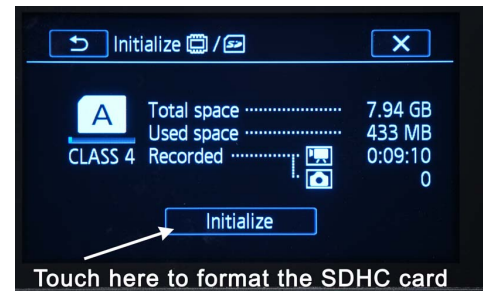 Initialize /
A
CLASS 4
Total space 7.94 GB
Used space 433 MB
Recorded 0:09:10
0
Initialize
Touch here to format the SDHC card